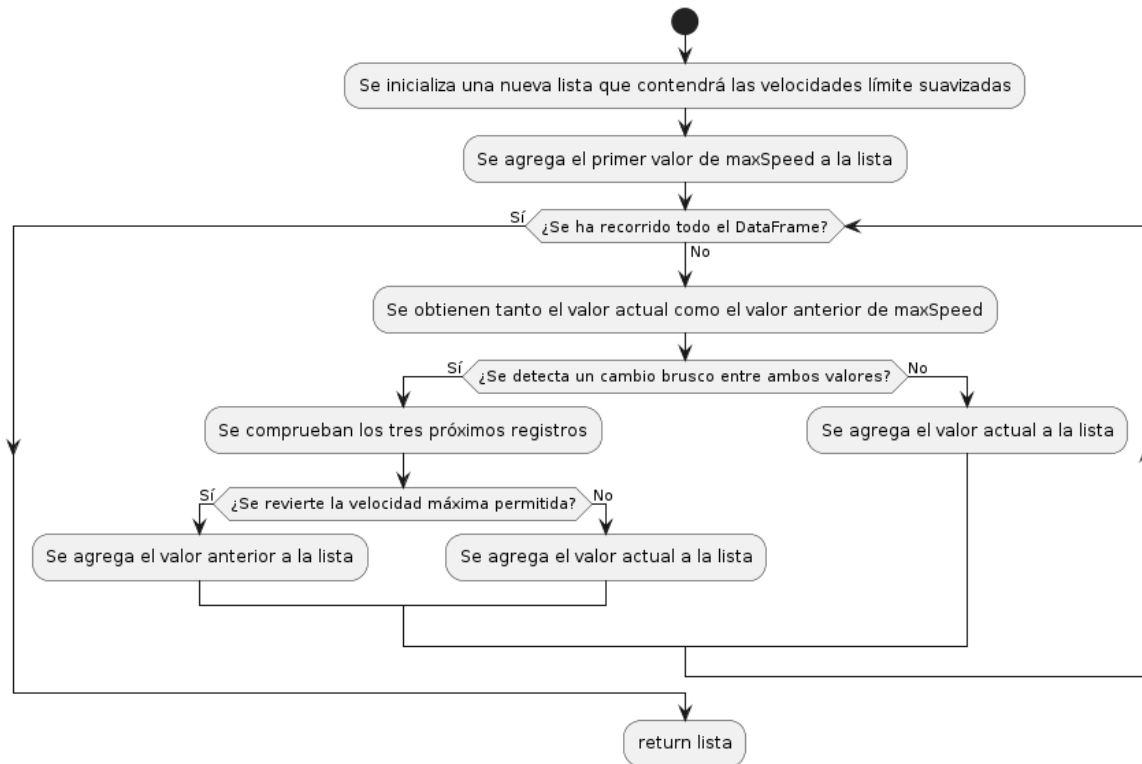 Se inicializa una nueva lista que contendrá las velocidades límite suavizadas
Se agrega el primer valor de maxSpeed a la lista
Sí
¿Se ha recorrido todo el DataFrame?
No
Se obtienen tanto el valor actual como el valor anterior de maxSpeed
Sí
¿Se detecta un cambio brusco entre ambos valores?
No
Se comprueban los tres próximos registros
Se agrega el valor actual a la lista
Sí
¿Se revierte la velocidad máxima permitida?
No
Se agrega el valor anterior a la lista
Se agrega el valor actual a la lista
return lista